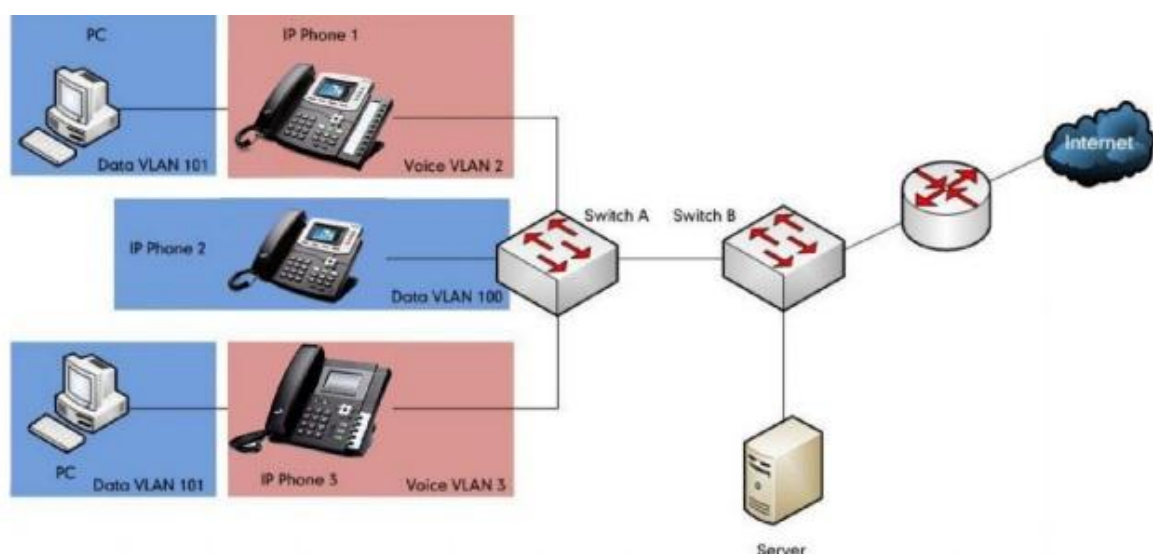 PC
IP Phone 1
Data VLAN 101
Voice VLAN 2
Switch A
Switch B
Internet
IP Phone 2
Data VLAN 100
PC
Data VLAN 101
IP Phone 3
Voice VLAN 3
Server